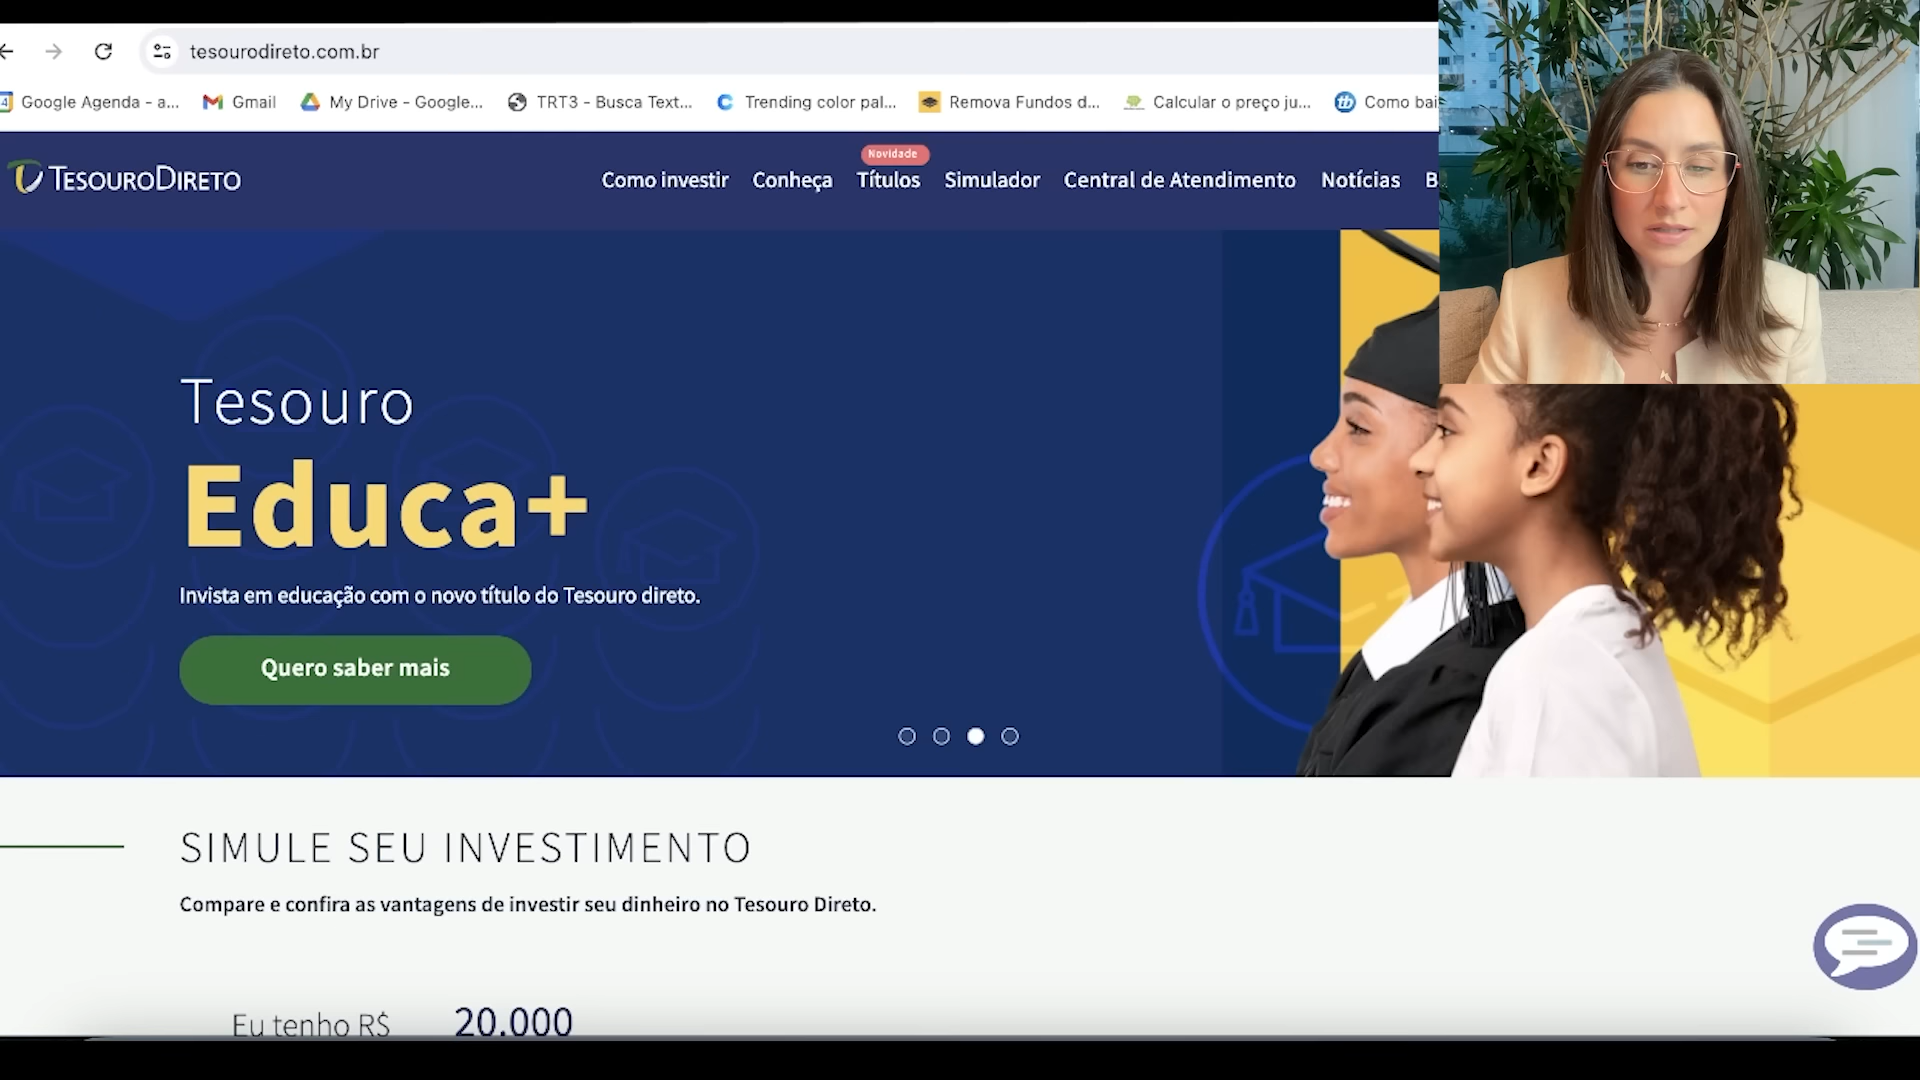 tesourodireto.com.br
4 Google Agenda - a...
Gmail
My Drive - Google...
TRT3 - Busca Text...
Trending color pal...
Remova Fundos d...
Calcular o preço ju...
Como bai
TESOURODIRETO
Como investir
Conheça
Novidade
Títulos
Simulador
Central de Atendimento
Notícias
B
Tesouro
Educa+
Invista em educação com o novo título do Tesouro direto.
Quero saber mais
SIMULE SEU INVESTIMENTO
Compare e confira as vantagens de investir seu dinheiro no Tesouro Direto.
Eu tenho R$ 20.000